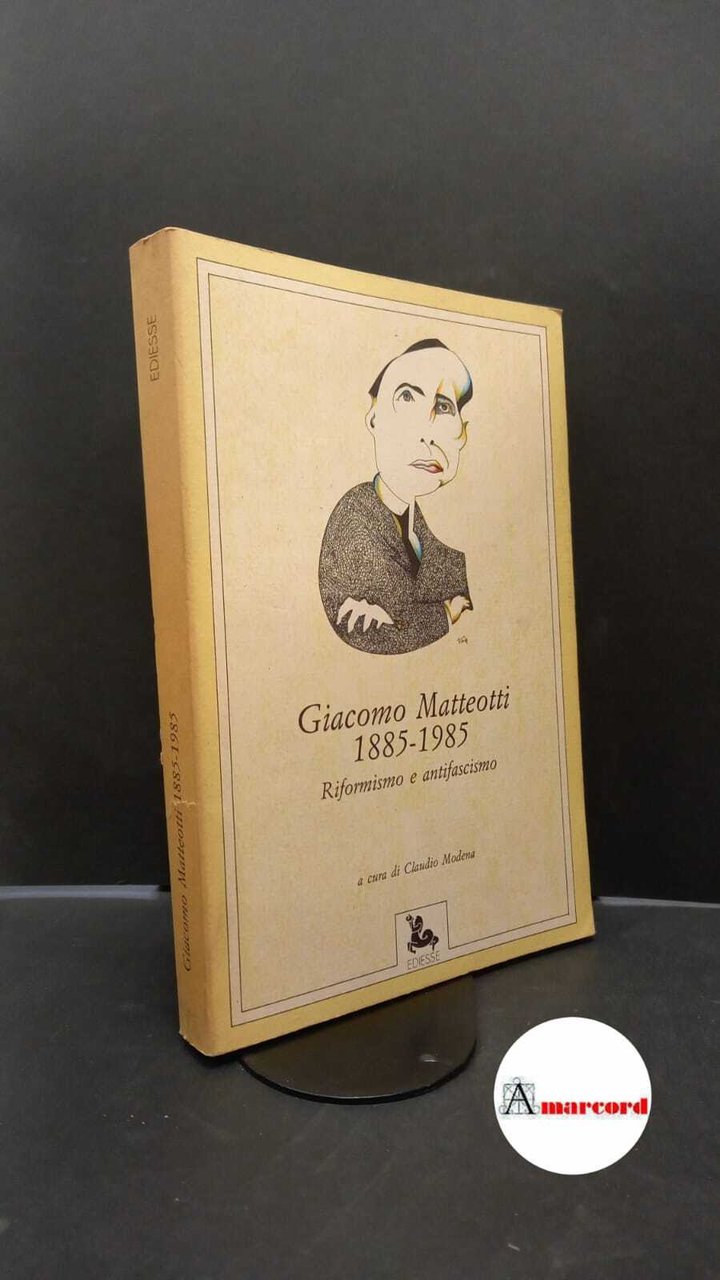 EDIESSE
Giacomo Matteotti 1885-1985
Giacomo Matteotti
1885-1985
Riformismo e antifascismo
a cura di Claudio Modena
EDIESSE
Amarcord